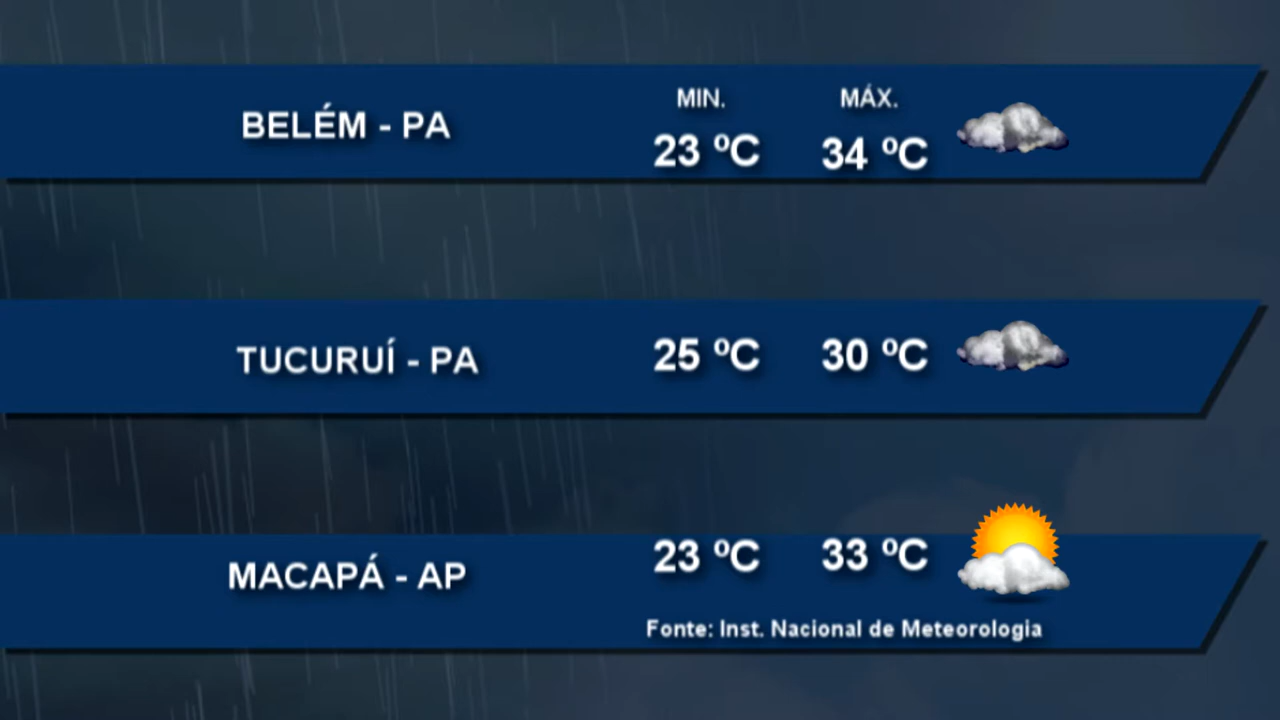 MIN. MÁX.
BELÉM - PA 23 ºC 34 ºC
TUCURUÍ - PA 25 ºC 30 ºC
MACAPÁ - AP 23 ºC 33 ºC
Fonte: Inst. Nacional de Meteorologia